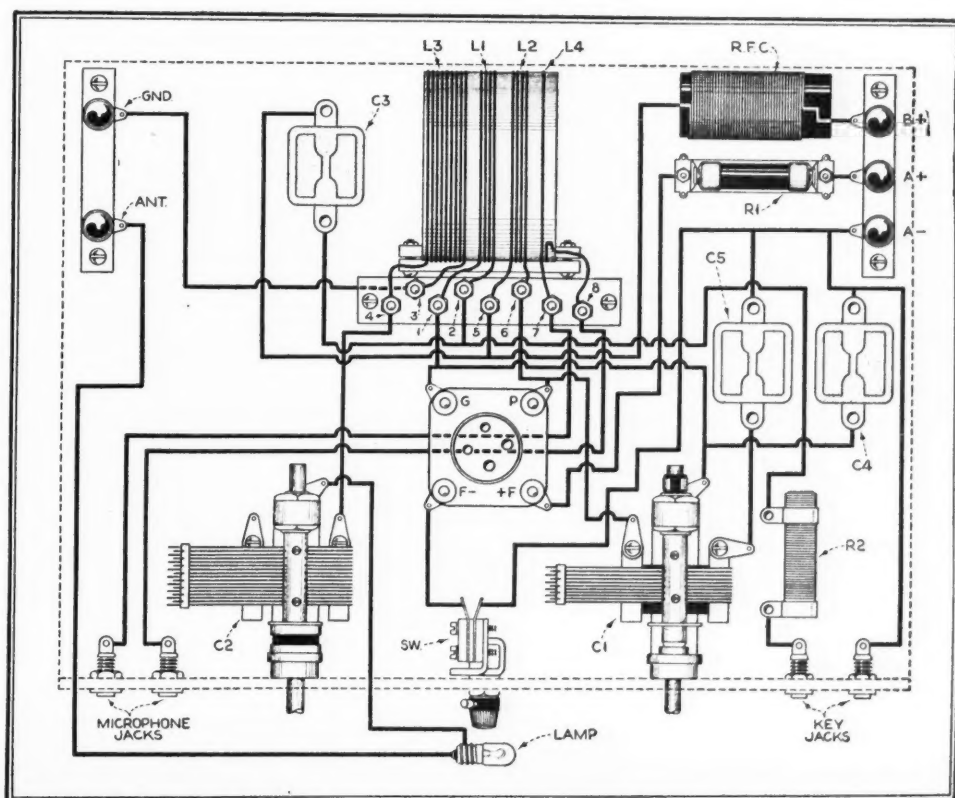 L3 L1 L2 L4
R.F.C.
GND.
C3
B+
A+
R1
ANT.
A-
C5
4 3 1 2 5 6 7 8
G P
C4
F- +F
R2
C2
SW.
C1
MICROPHONE
JACKS
KEY
JACKS
LAMP